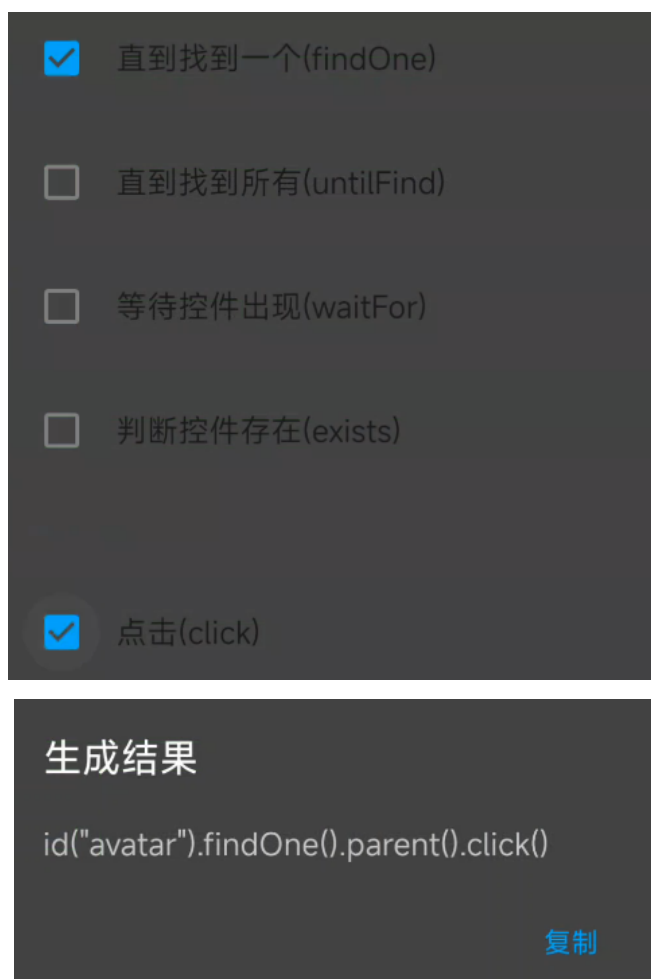 直到找到一个(findOne)
直到找到所有(untilFind)
等待控件出现(waitFor)
判断控件存在(exists)
点击(click)
生成结果
id("avatar").findOne().parent().click()
复制